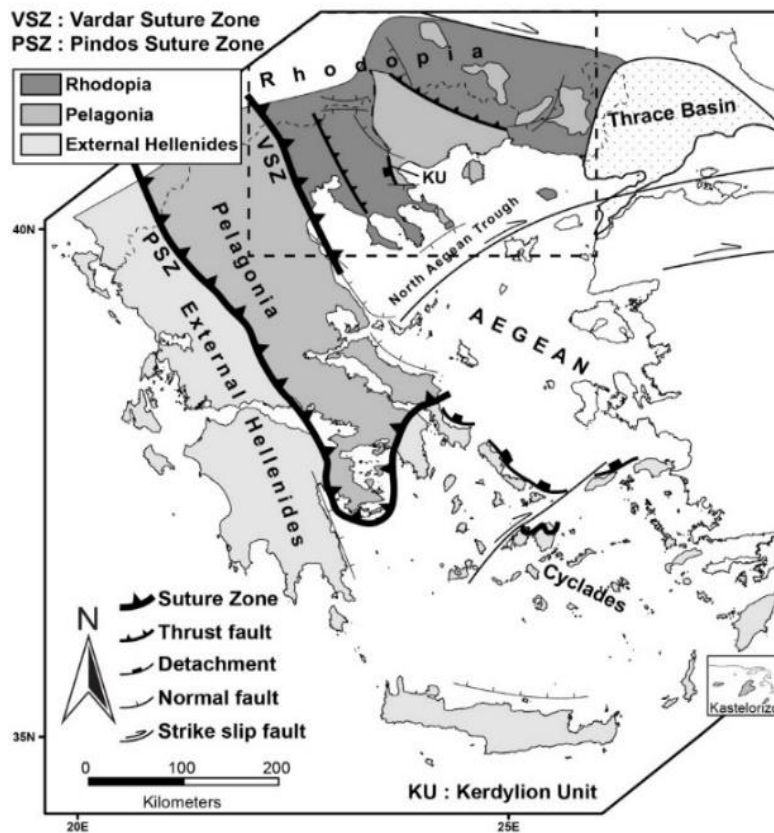 VSZ : Vardar Suture Zone
PSZ : Pindos Suture Zone
Rhodopia
Pelagonia
External Hellenides
Rhodopia
Thrace Basin
VSZ
KU
40N
PSZ
Pelagonia
North Aegean Trough
AEGEAN
External Hellenides
Cyclades
N
Suture Zone
Thrust fault
Detachment
Normal fault
Strike slip fault
Kastelorizo
35N
0 100 200
Kilometers
KU : Kerdylion Unit
20E 25E